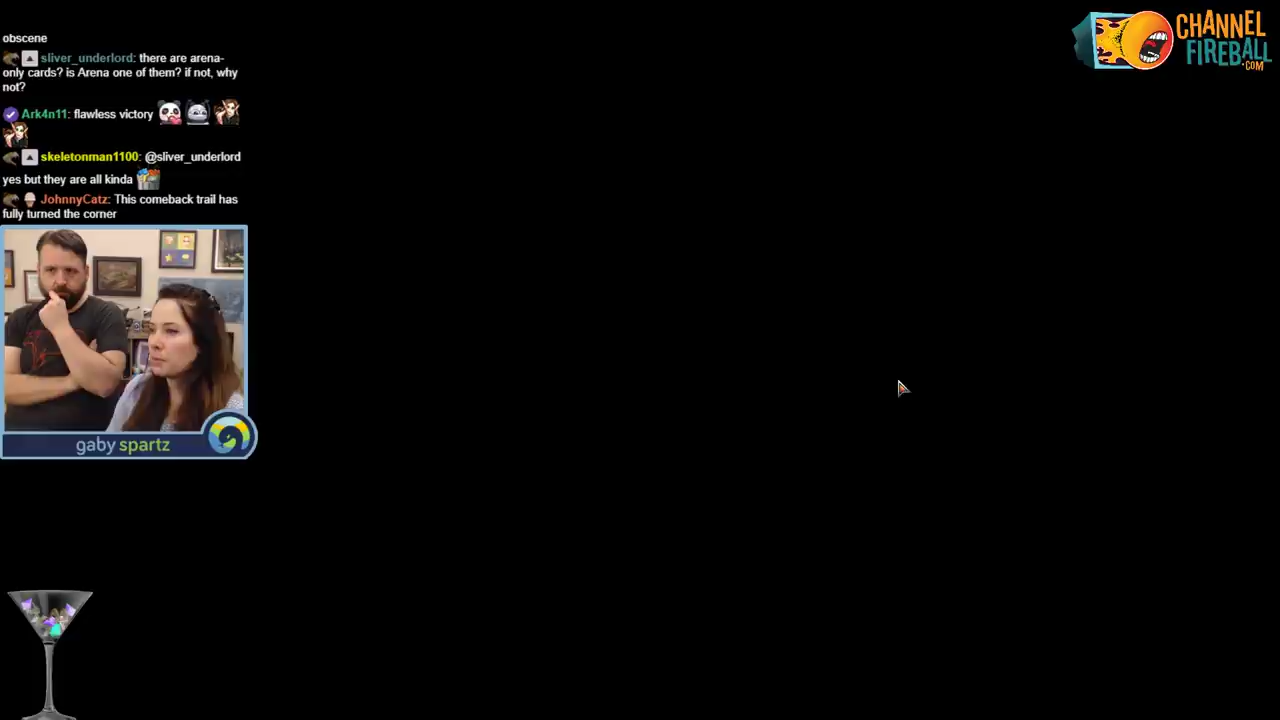 obscene
sliver_underlord: there are arena-
only cards? is Arena one of them? if not, why
not?
Ark4n11: flawless victory
skeletonman1100: @sliver_underlord
yes but they are all kinda
JohnnyCatz: This comeback trail has
fully turned the corner
gaby spartz
CHANNEL
FIREBALL
.COM